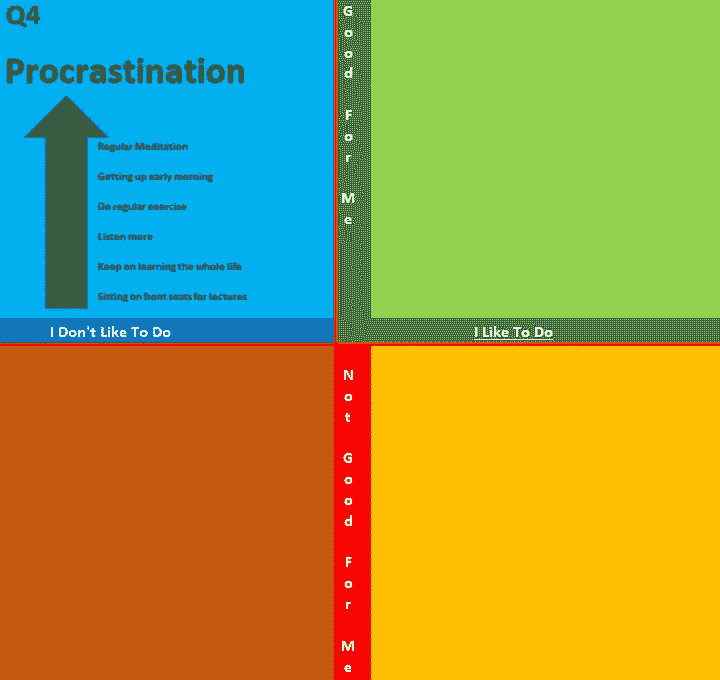 Q4
Procrastination
Regular Meditation
Getting up early morning
Do regular exercise
Listen more
Keep on learning the whole life
Sitting on front seats for lectures
I Don't Like To Do
Good For Me
I Like To Do
Not Good For Me